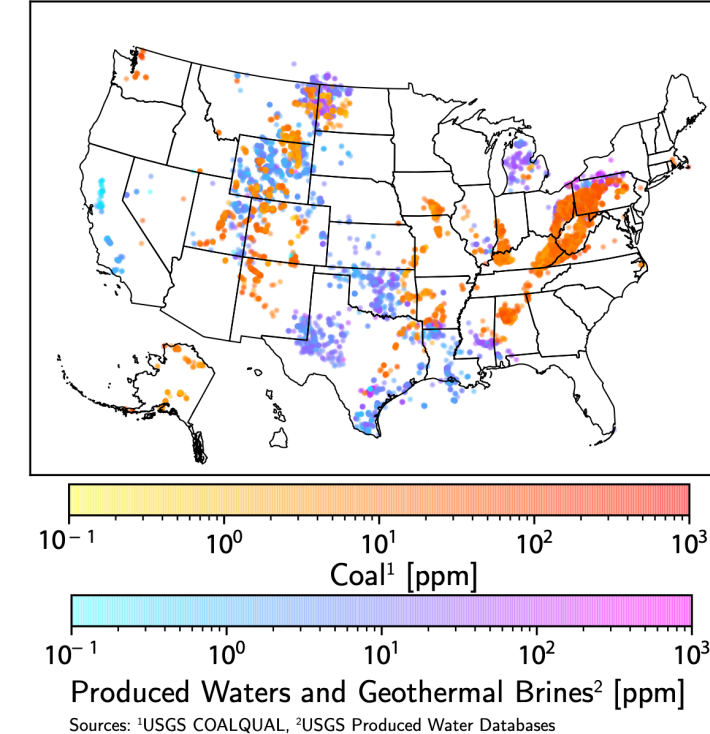 10⁻¹ 10⁰ 10¹ 10² 10³
Coal¹ [ppm]
10⁻¹ 10⁰ 10¹ 10² 10³
Produced Waters and Geothermal Brines² [ppm]
Sources: ¹USGS COALQUAL, ²USGS Produced Water Databases